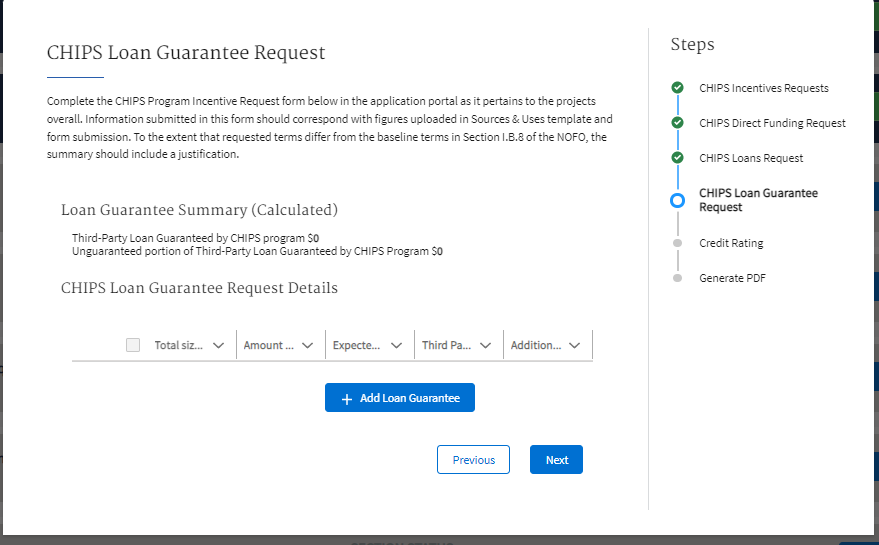 CHIPS Loan Guarantee Request
Complete the CHIPS Program Incentive Request form below in the application portal as it pertains to the projects
overall. Information submitted in this form should correspond with figures uploaded in Sources & Uses template and
form submission. To the extent that requested terms differ from the baseline terms in Section I.B.8 of the NOFO, the
summary should include a justification.
Loan Guarantee Summary (Calculated)
Third-Party Loan Guaranteed by CHIPS program $0
Unguaranteed portion of Third-Party Loan Guaranteed by CHIPS Program $0
CHIPS Loan Guarantee Request Details
Total siz... Amount ... Expecte... Third Pa... Addition...
+ Add Loan Guarantee
Previous Next
Steps
CHIPS Incentives Requests
CHIPS Direct Funding Request
CHIPS Loans Request
CHIPS Loan Guarantee
Request
Credit Rating
Generate PDF